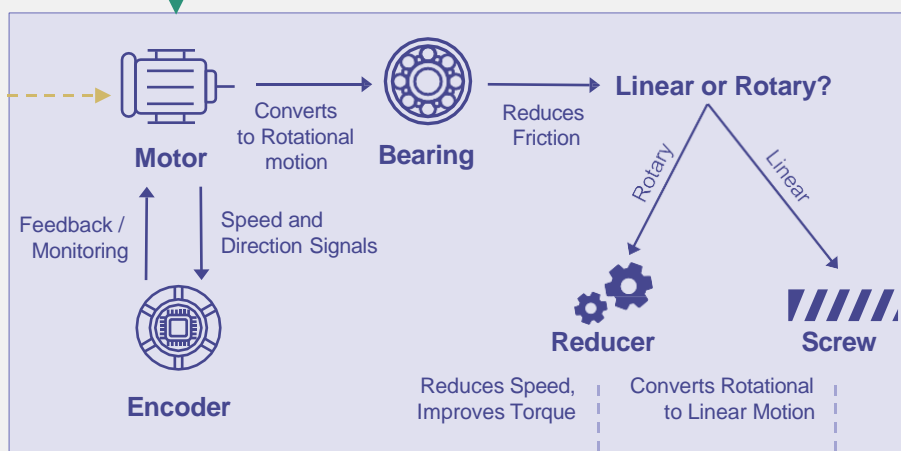 Motor
Converts
to Rotational
motion
Bearing
Reduces
Friction
Linear or Rotary?
Rotary
Linear
Feedback /
Monitoring
Speed and
Direction Signals
Encoder
Reducer
Screw
Reduces Speed,
Improves Torque
Converts Rotational
to Linear Motion